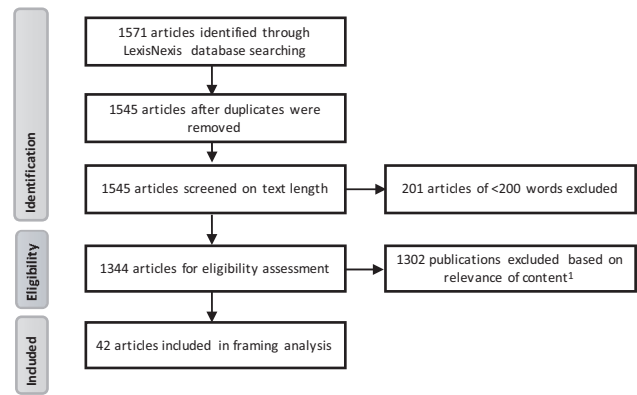 1571 articles identified through
LexisNexis database searching
1545 articles after duplicates were
removed
Identification
1545 articles screened on text length
201 articles of <200 words excluded
Eligibility
1344 articles for eligibility assessment
1302 publications excluded based on
relevance of content¹
Included
42 articles included in framing analysis